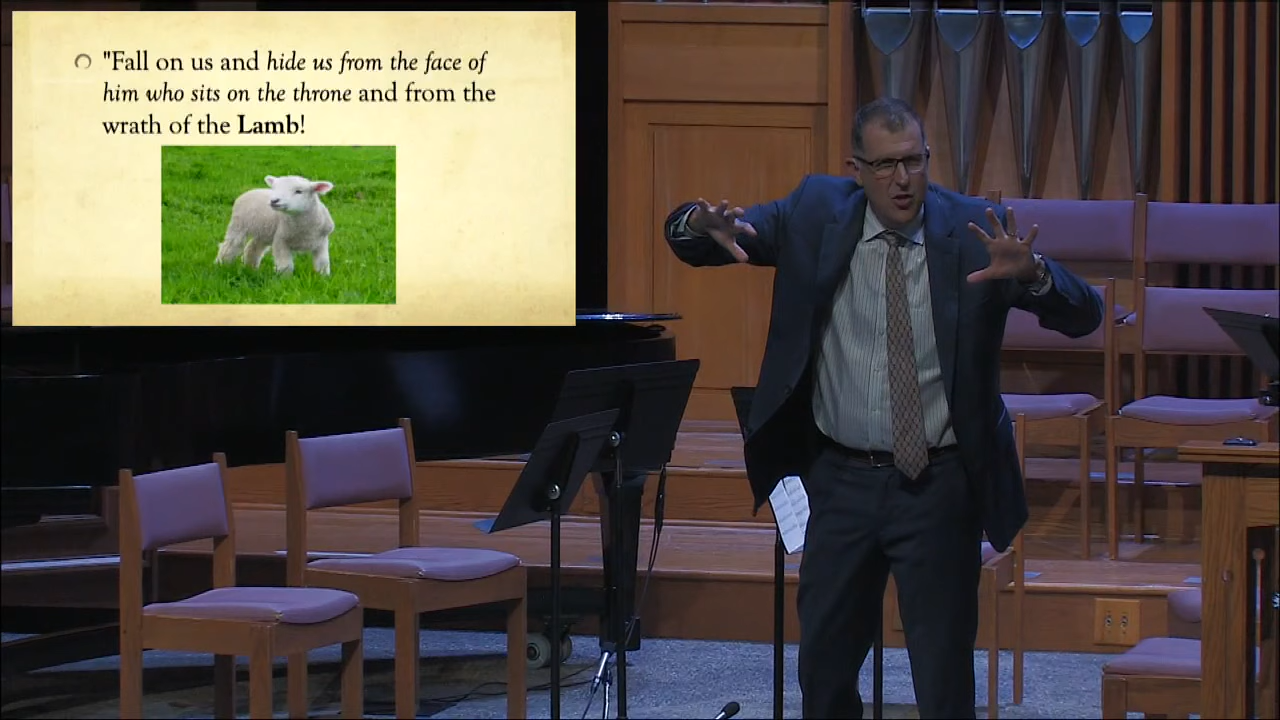 "Fall on us and hide us from the face of
him who sits on the throne and from the
wrath of the Lamb!